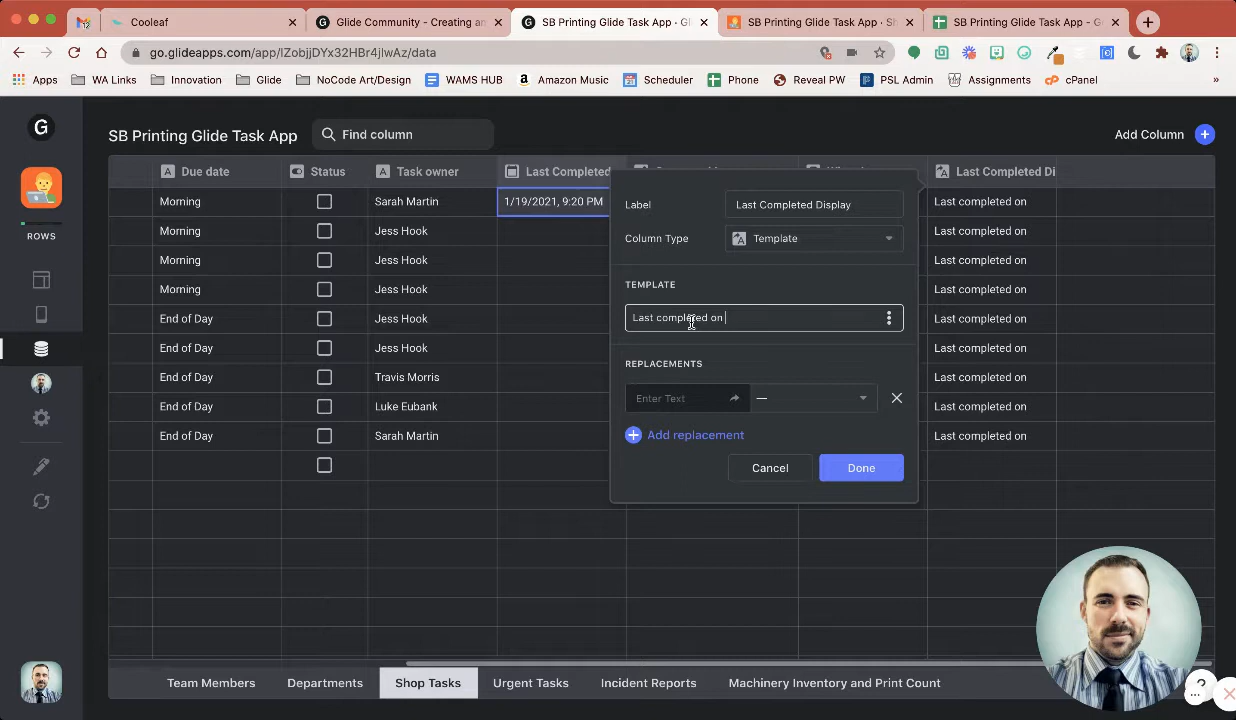 Cooleaf
Glide Community - Creating an
SB Printing Glide Task App · Gl
SB Printing Glide Task App · Sh
SB Printing Glide Task App - Go
go.glideapps.com/app/IZobjjDYx32HBr4jlwAz/data
Apps
WA Links
Innovation
Glide
NoCode Art/Design
WAMS HUB
Amazon Music
Scheduler
Phone
Reveal PW
PSL Admin
Assignments
cPanel
»
G
SB Printing Glide Task App
Find column
Add Column
ROWS
Due date
Status
Task owner
Last Completed
Last Completed Di
Morning
Sarah Martin
1/19/2021, 9:20 PM
Last completed on
Morning
Jess Hook
Last completed on
Morning
Jess Hook
Last completed on
Morning
Jess Hook
Last completed on
End of Day
Jess Hook
Last completed on
End of Day
Jess Hook
Last completed on
End of Day
Travis Morris
Last completed on
End of Day
Luke Eubank
Last completed on
End of Day
Sarah Martin
Last completed on
Label
Last Completed Display
Column Type
Template
TEMPLATE
Last completed on
REPLACEMENTS
Enter Text
—
Add replacement
Cancel
Done
Team Members
Departments
Shop Tasks
Urgent Tasks
Incident Reports
Machinery Inventory and Print Count
?